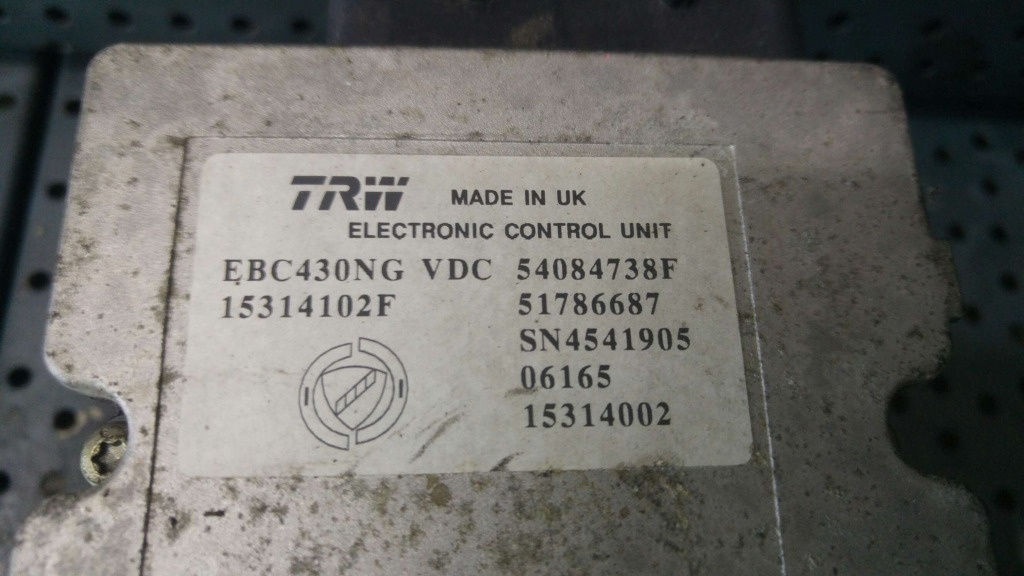 TRW MADE IN UK
ELECTRONIC CONTROL UNIT
EBC430NG VDC 54084738F
15314102F 51786687
SN4541905
06165
15314002